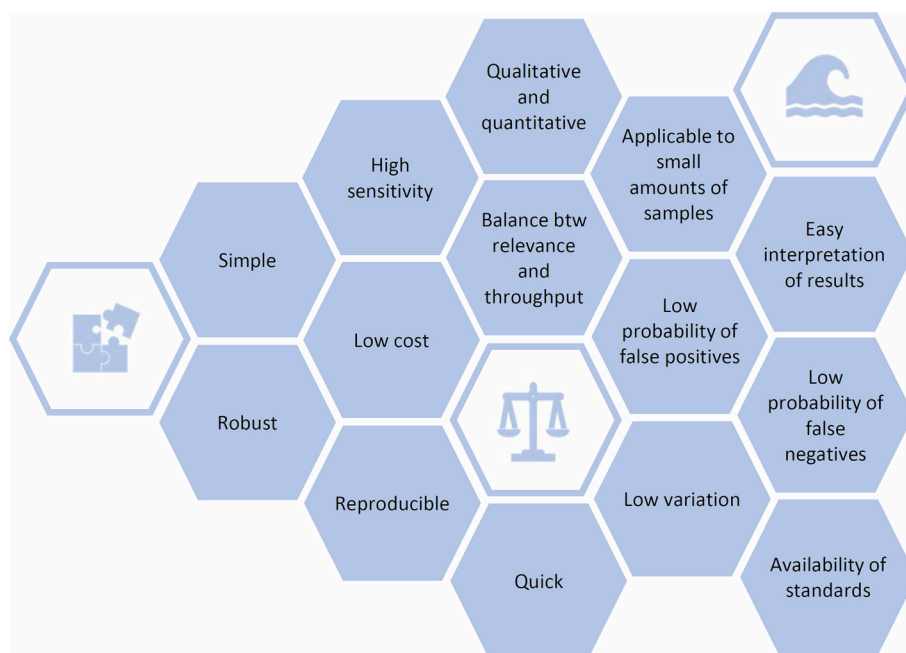 Qualitative
and
quantitative
High
sensitivity
Applicable to
small
amounts of
samples
Simple
Balance btw
relevance
and
throughput
Easy
interpretation
of results
Low cost
Low
probability of
false positives
Robust
Low
probability of
false
negatives
Reproducible
Low variation
Quick
Availability of
standards